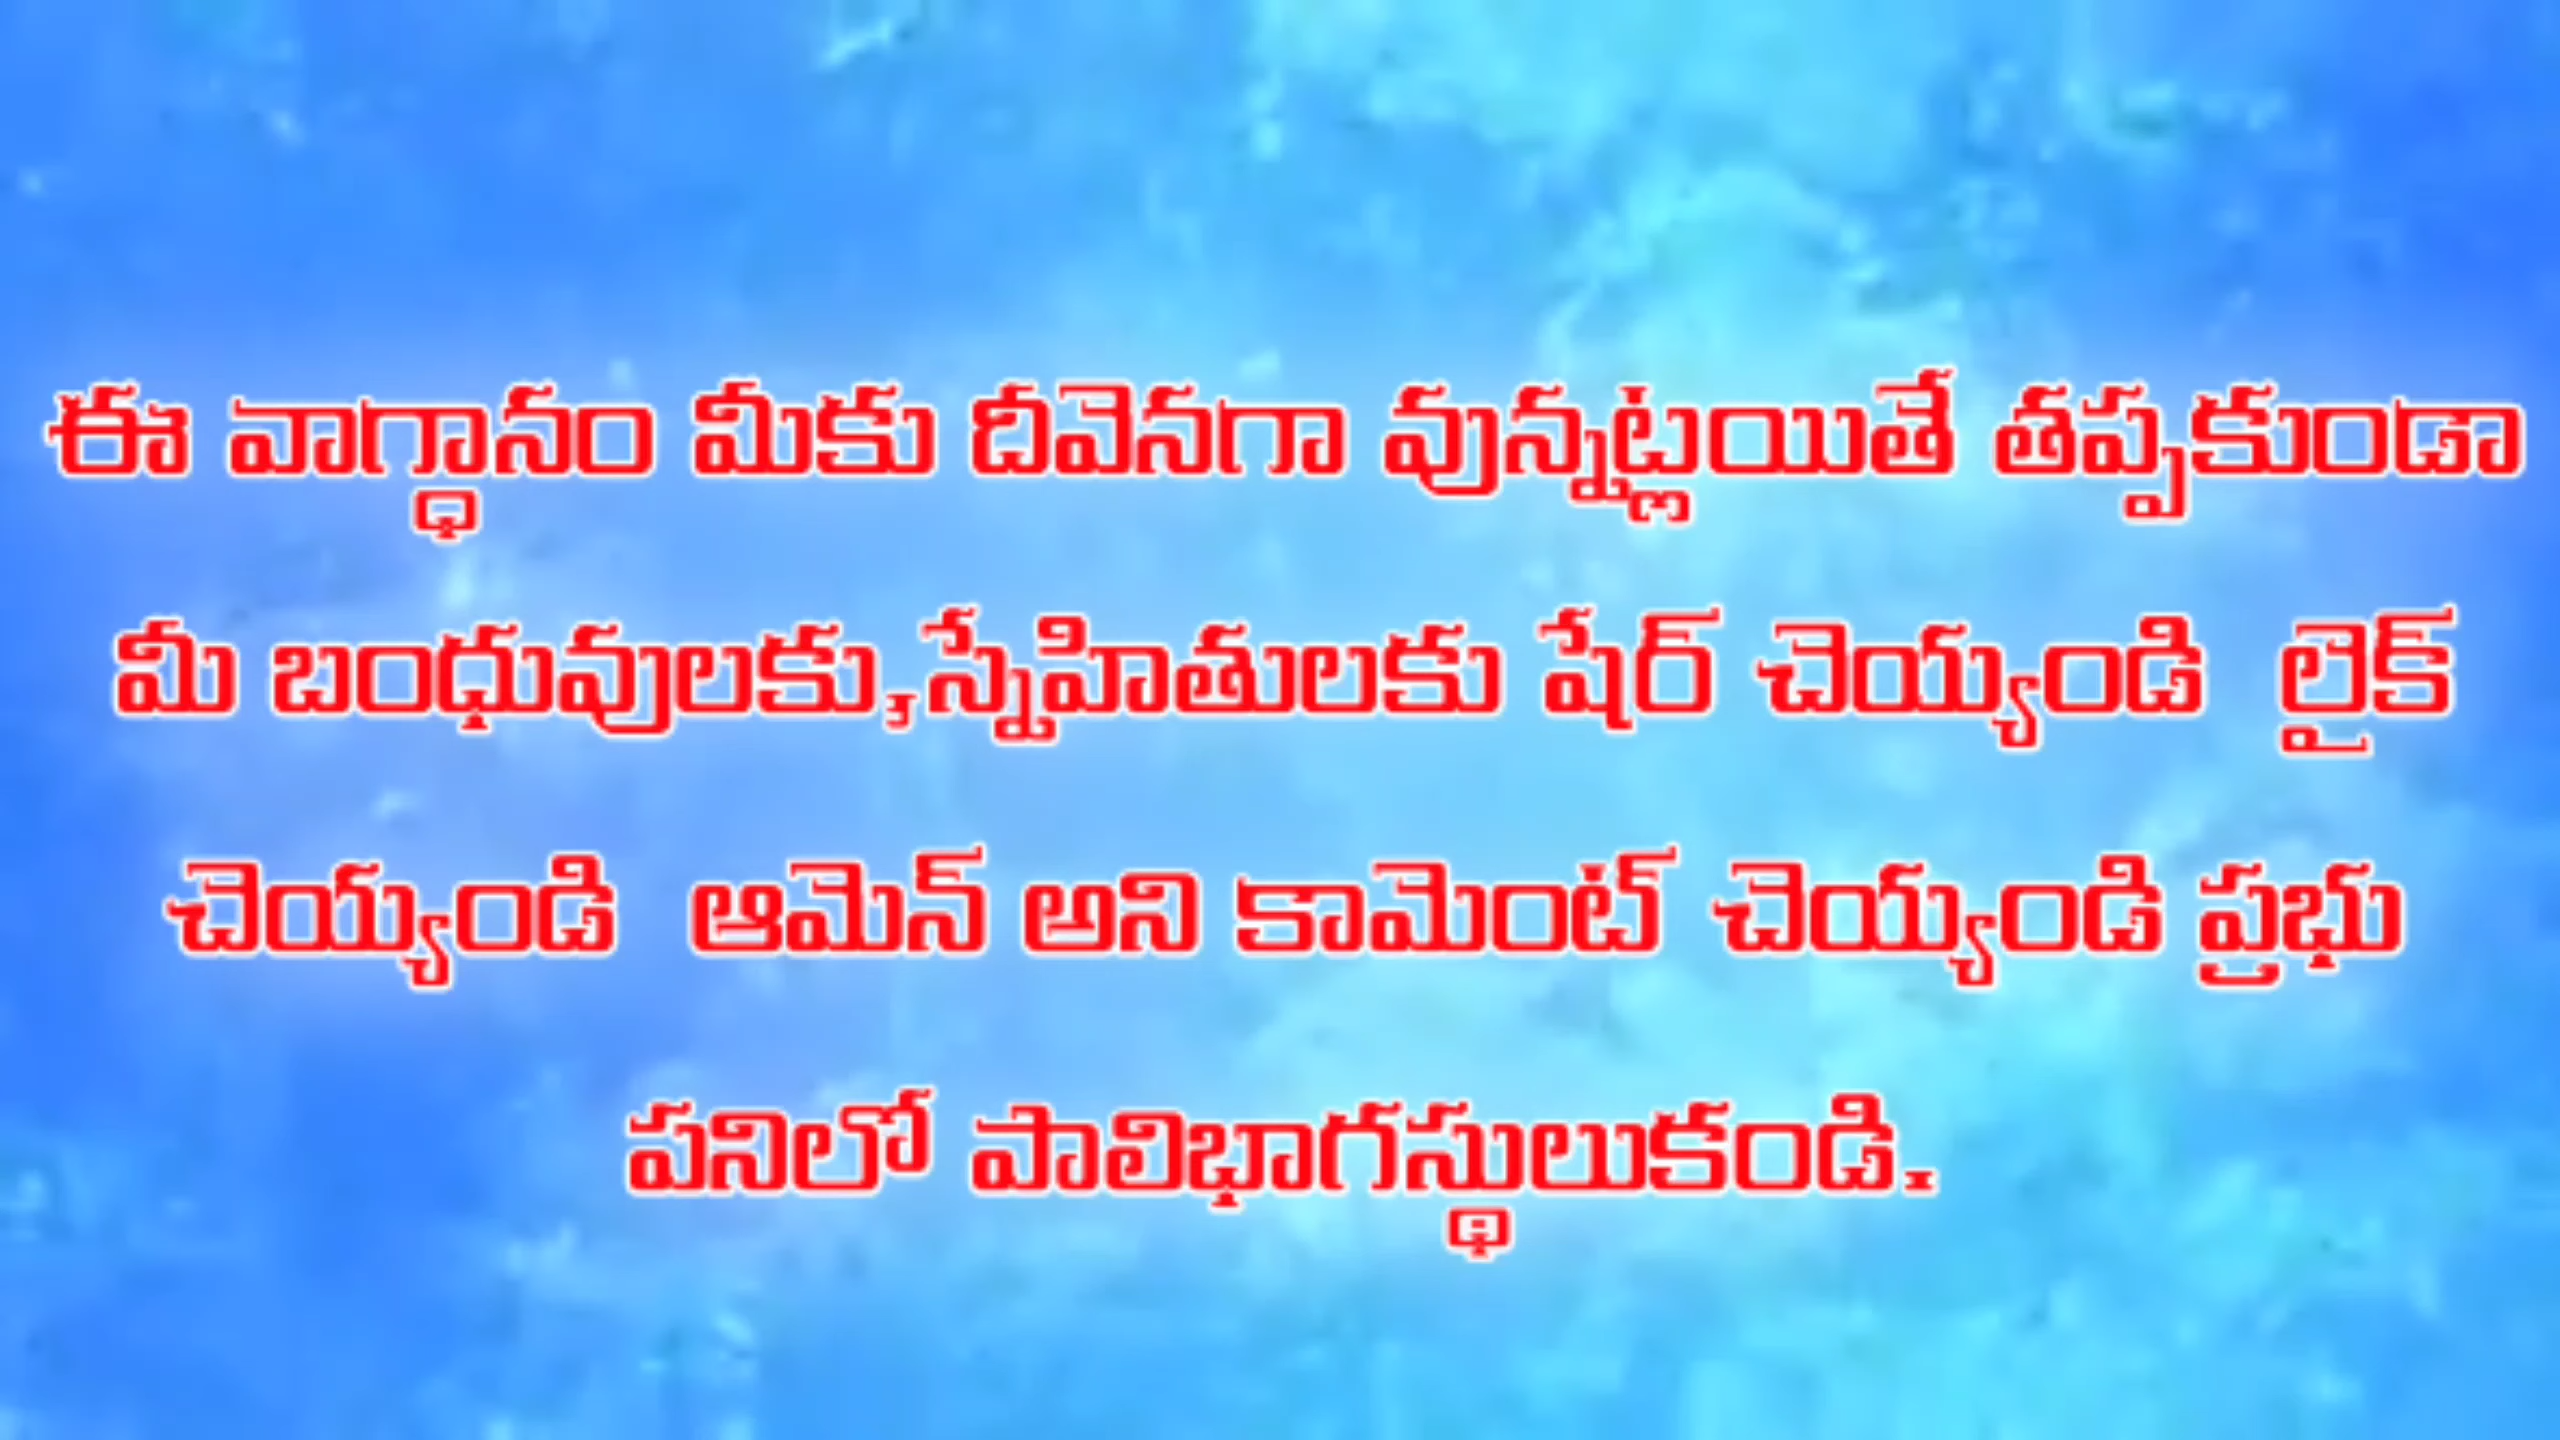 ఈ వాగ్ధానం మీకు దీవెనగా వున్నట్లయితే తప్పకుండా
మీ బంధువులకు,స్నేహితులకు షేర్ చెయ్యండి  లైక్
చెయ్యండి  ఆమెన్ అని కామెంట్ చెయ్యండి ప్రభు
పనిలో పాలిభాగస్థులుకండి.